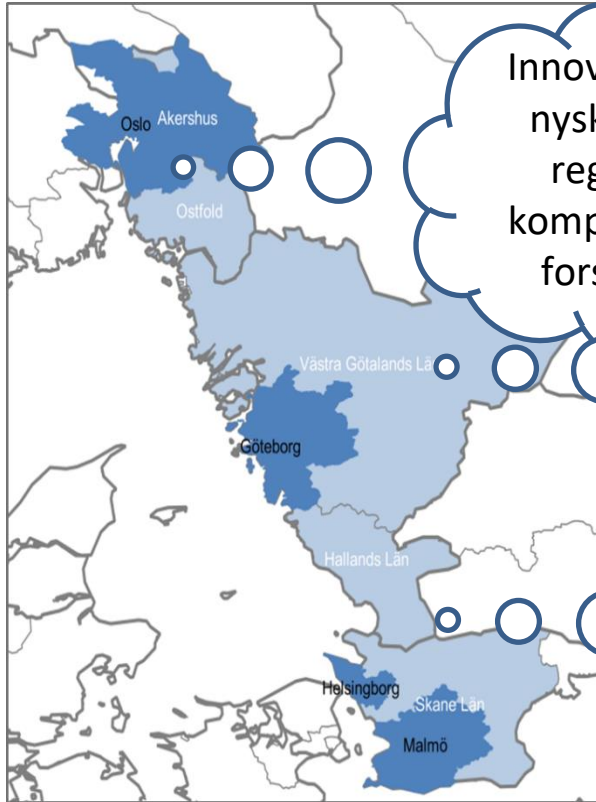 Innov
nysk
reg
komp
fors
Oslo
Akershus
Ostfold
Västra Götalands Lä
Göteborg
Hallands Län
Helsingborg
Skane Län
Malmö